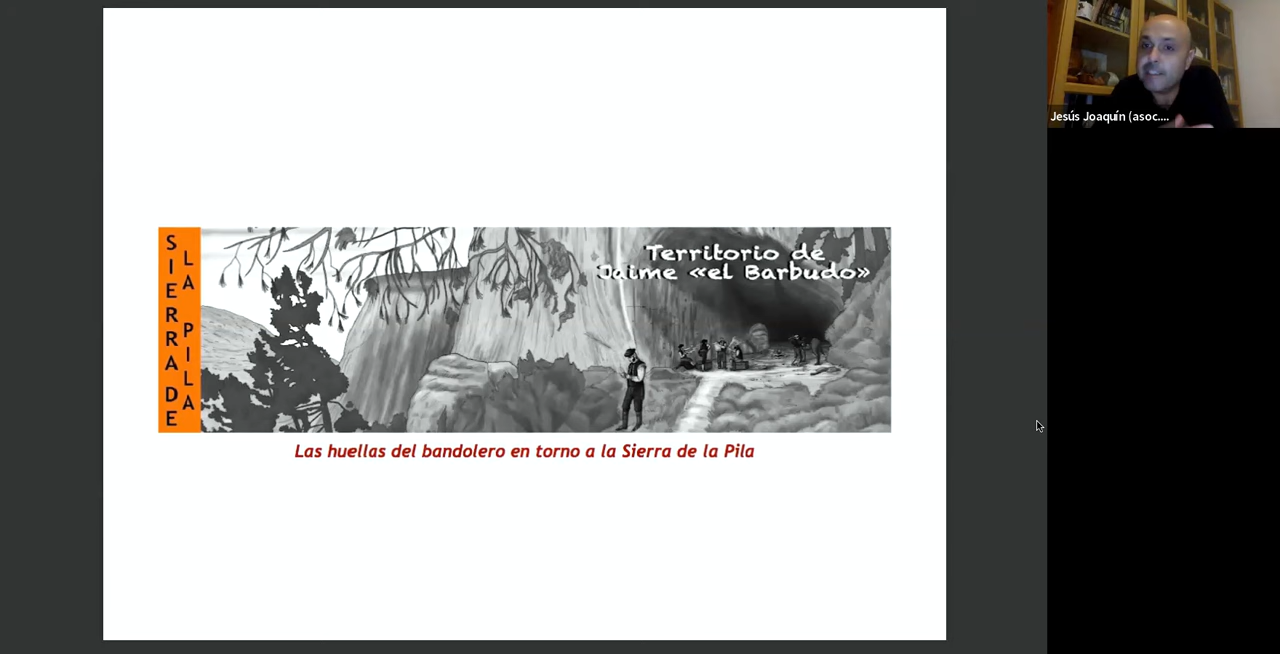 SIERRA DE
LA PILA
Territorio de
Jaime «el Barbudo»
Las huellas del bandolero en torno a la Sierra de la Pila
Jesús Joaquín (asoc....